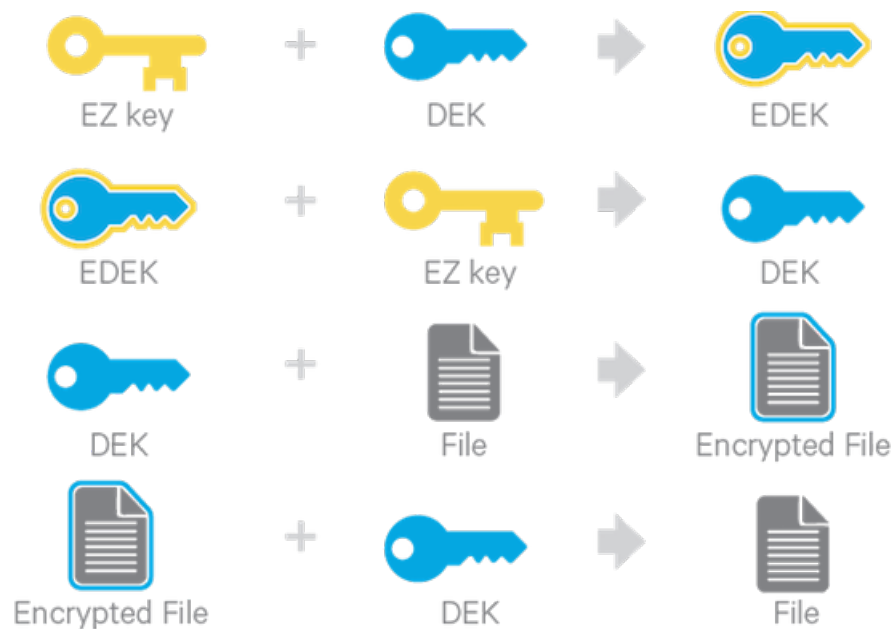 EZ key + DEK EDEK
EDEK + EZ key DEK
DEK + File Encrypted File
Encrypted File + DEK File